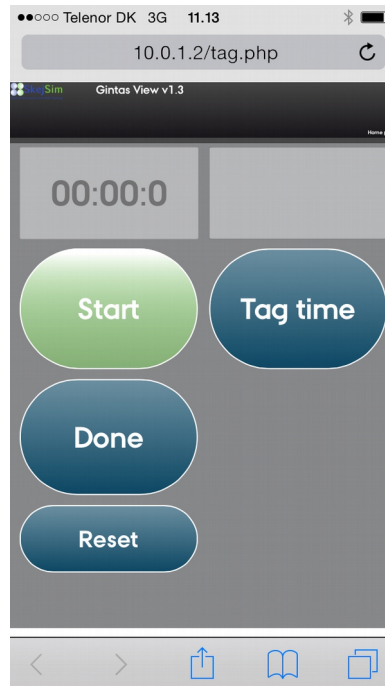 Telenor DK 3G 11.13
10.0.1.2/tag.php
SkejSim Gintas View v1.3
Home
00:00:0
Start Tag time
Done
Reset